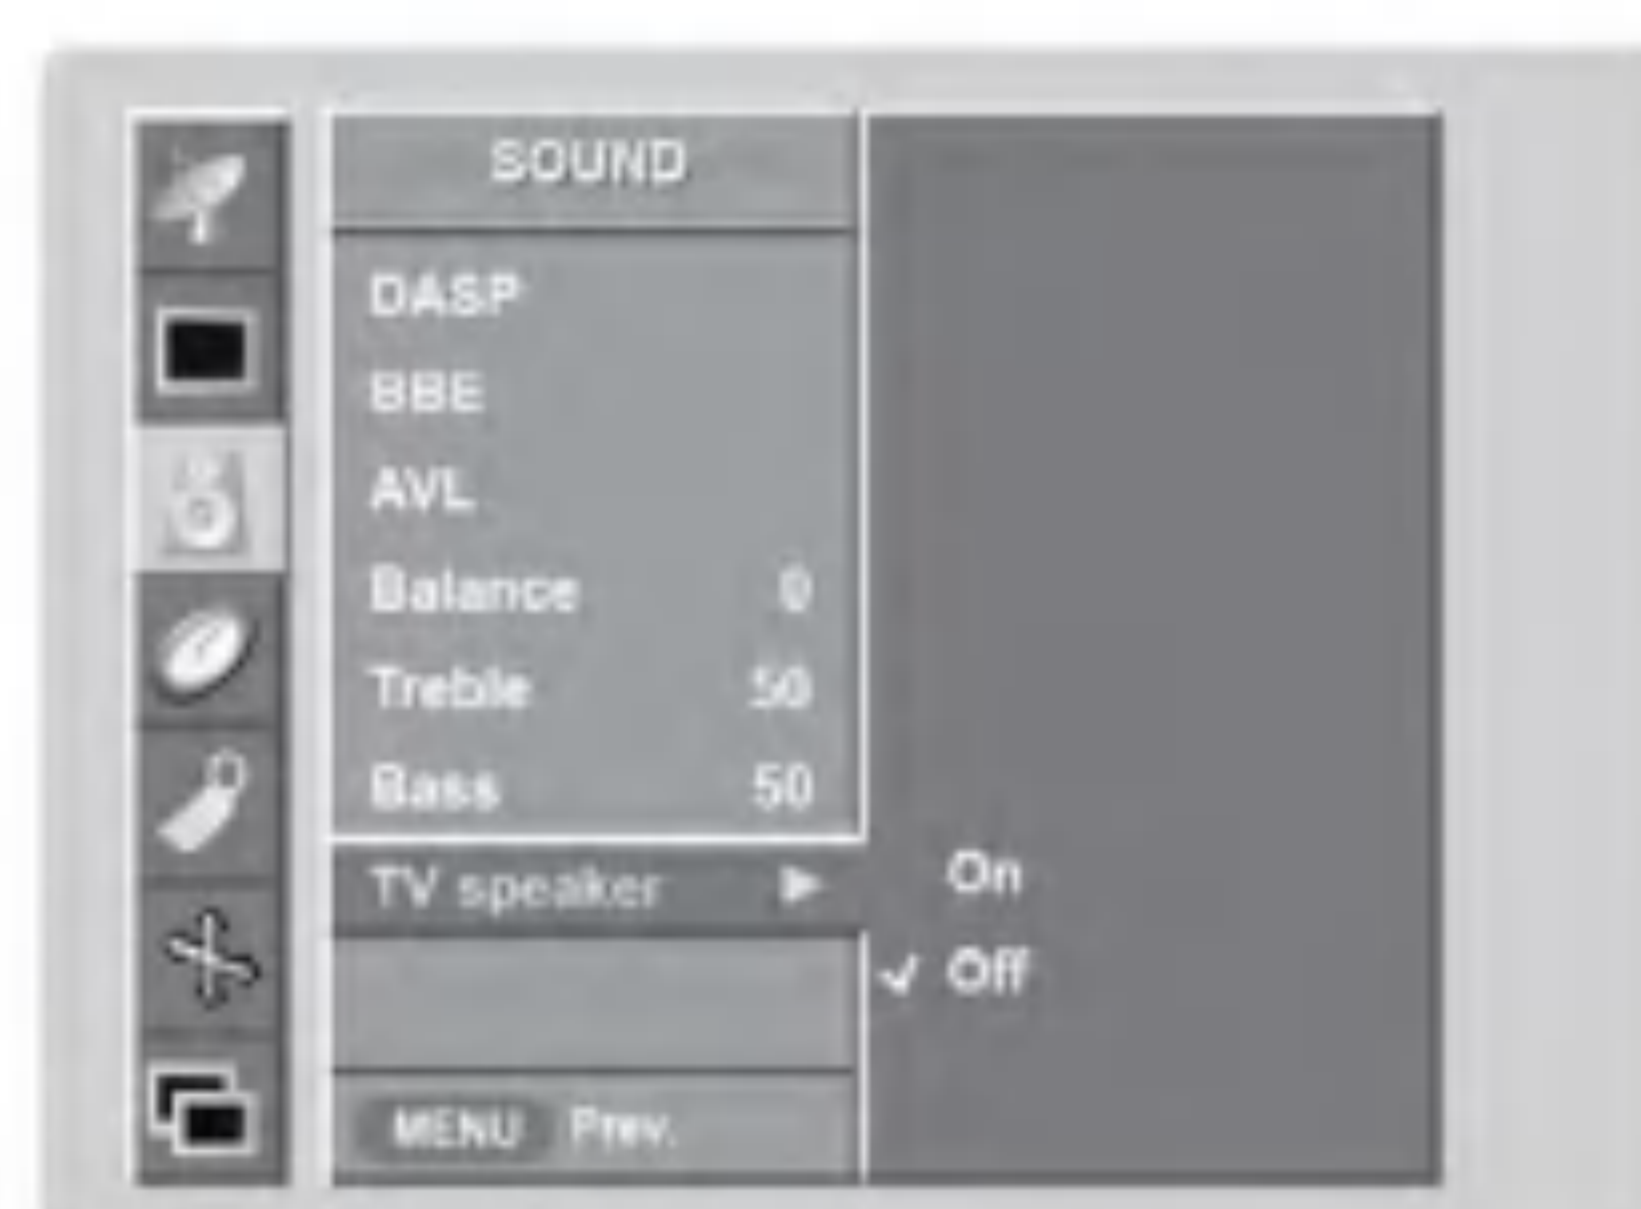 SOUND
DASP
BBE
AVL
Balance 0
Treble 50
Bass 50
TV speaker ▶ On
✓ Off
MENU Prev.